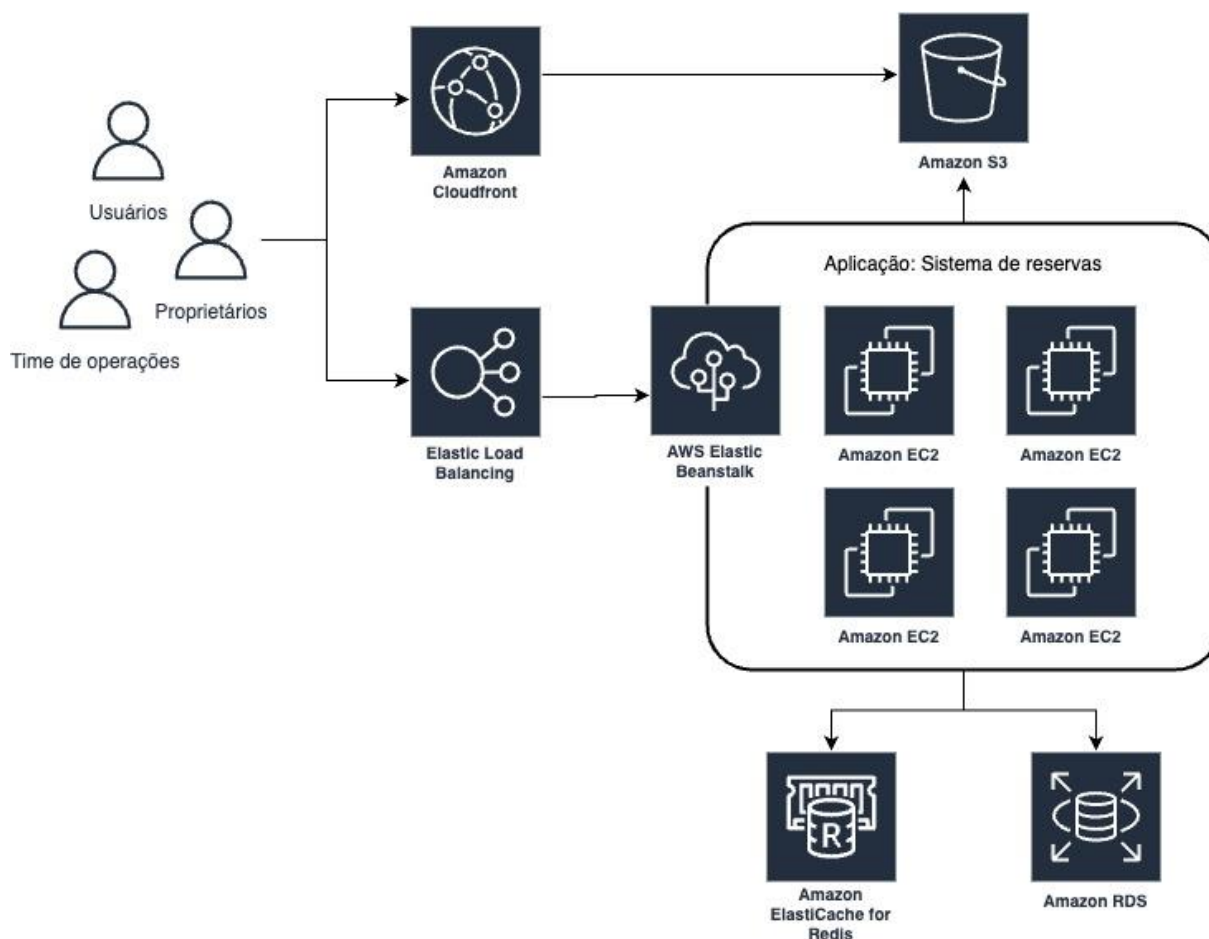 Amazon
Cloudfront
Amazon S3
Usuários
Proprietários
Time de operações
Aplicação: Sistema de reservas
Elastic Load
Balancing
AWS Elastic
Beanstalk
Amazon EC2
Amazon EC2
Amazon EC2
Amazon EC2
R
Amazon
ElastiCache for
Redis
Amazon RDS